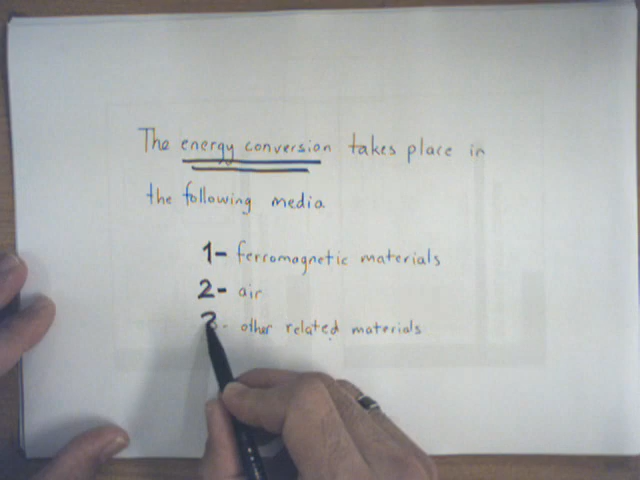 The energy conversion takes place in
the following media
1- ferromagnetic materials
2- air
3- other related materials